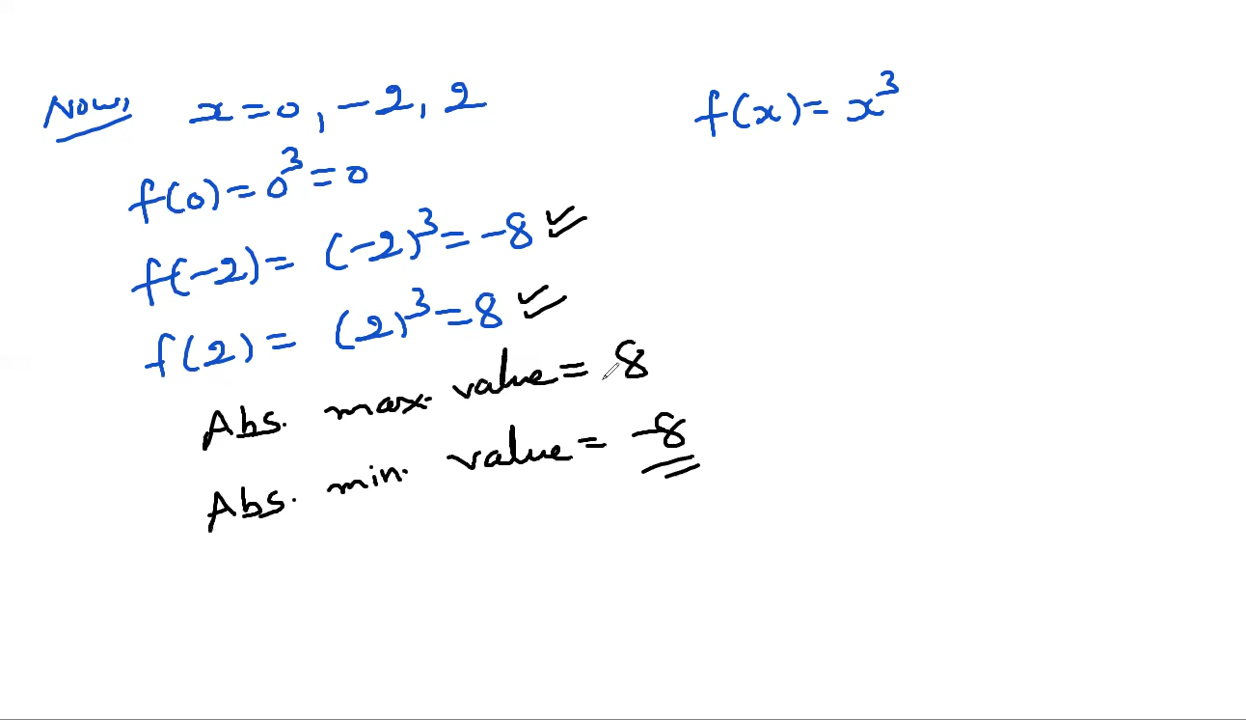 Now, x = 0, -2, 2
f(x) = x³
f(0) = 0³ = 0
f(-2) = (-2)³ = -8 ✓
f(2) = (2)³ = 8 ✓
Abs. max. value = 8
Abs. min. value = -8